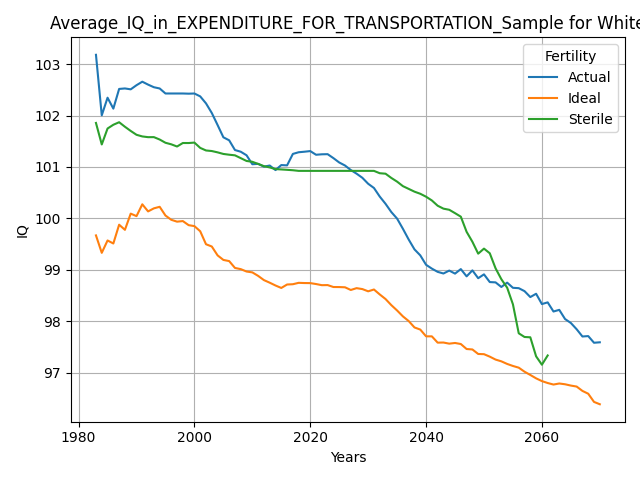 Average_IQ_in_EXPENDITURE_FOR_TRANSPORTATION_Sample for White
Fertility
Actual
Ideal
Sterile
103
102
101
100
99
98
97
IQ
1980
2000
2020
2040
2060
Years